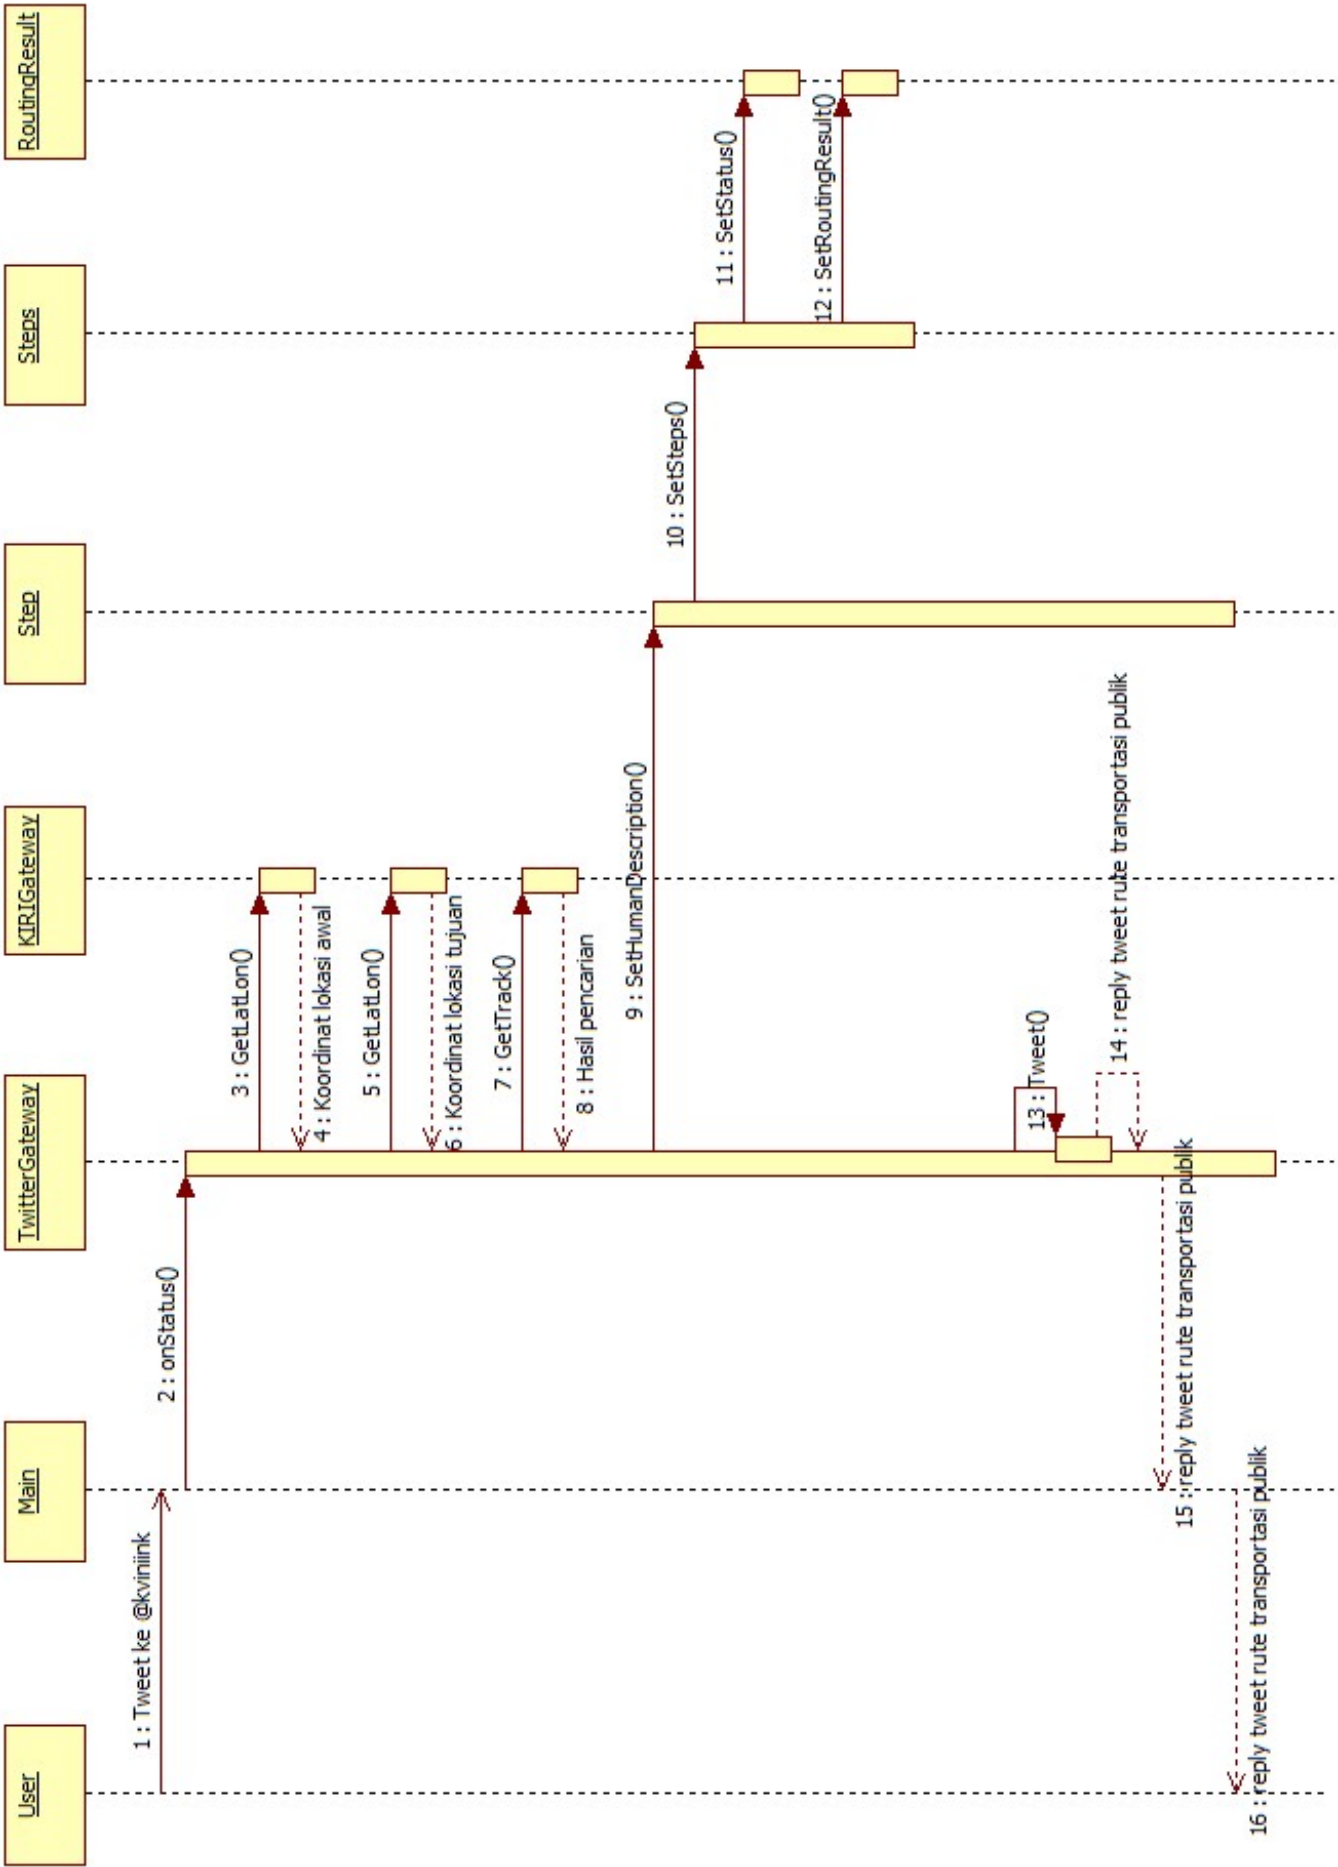 User
Main
TwitterGateway
KIRIGateway
Step
Steps
RoutingResult
1 : Tweet ke @kviniink
2 : onStatus()
3 : GetLatLon()
4 : Koordinat lokasi awal
5 : GetLatLon()
6 : Koordinat lokasi tujuan
7 : GetTrack()
8 : Hasil pencarian
9 : SetHumanDescription()
10 : SetSteps()
11 : SetStatus()
12 : SetRoutingResult()
13 : Tweet()
14 : reply tweet rute transportasi publik
15 : reply tweet rute transportasi publik
16 : reply tweet rute transportasi publik